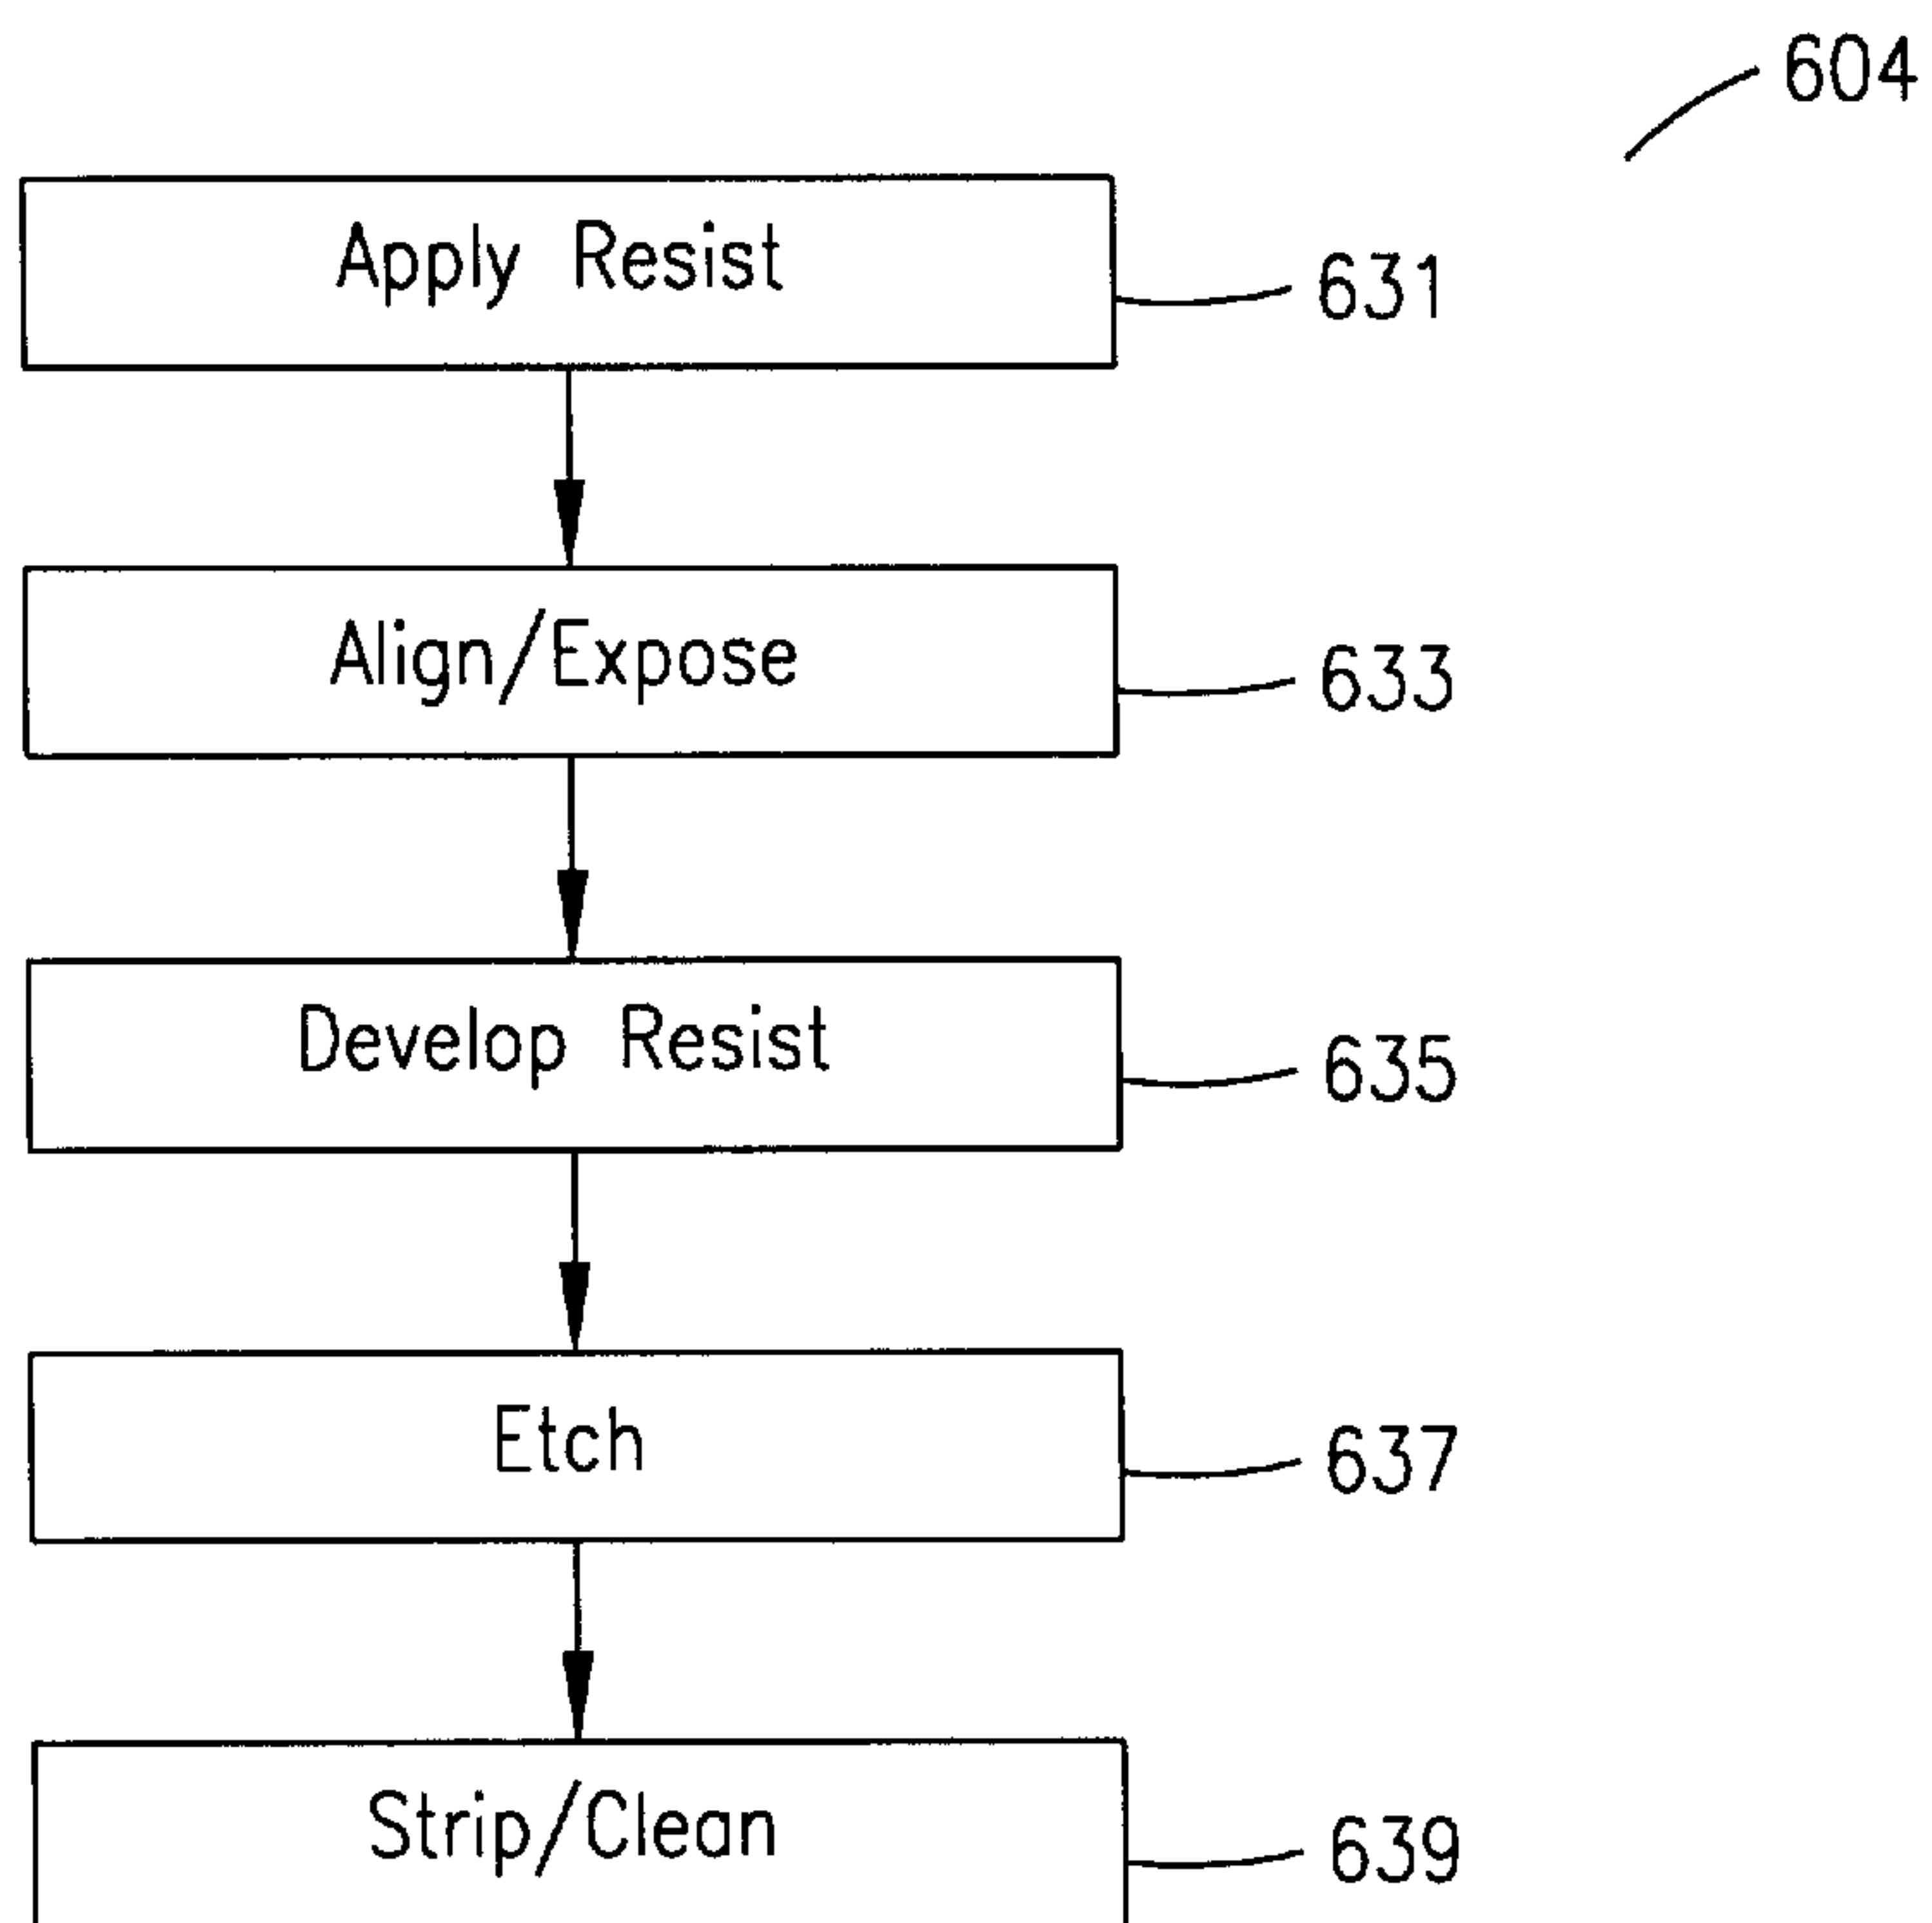 604
Apply Resist
631
Align/Expose
633
Develop Resist
635
Etch
637
Strip/Clean
639